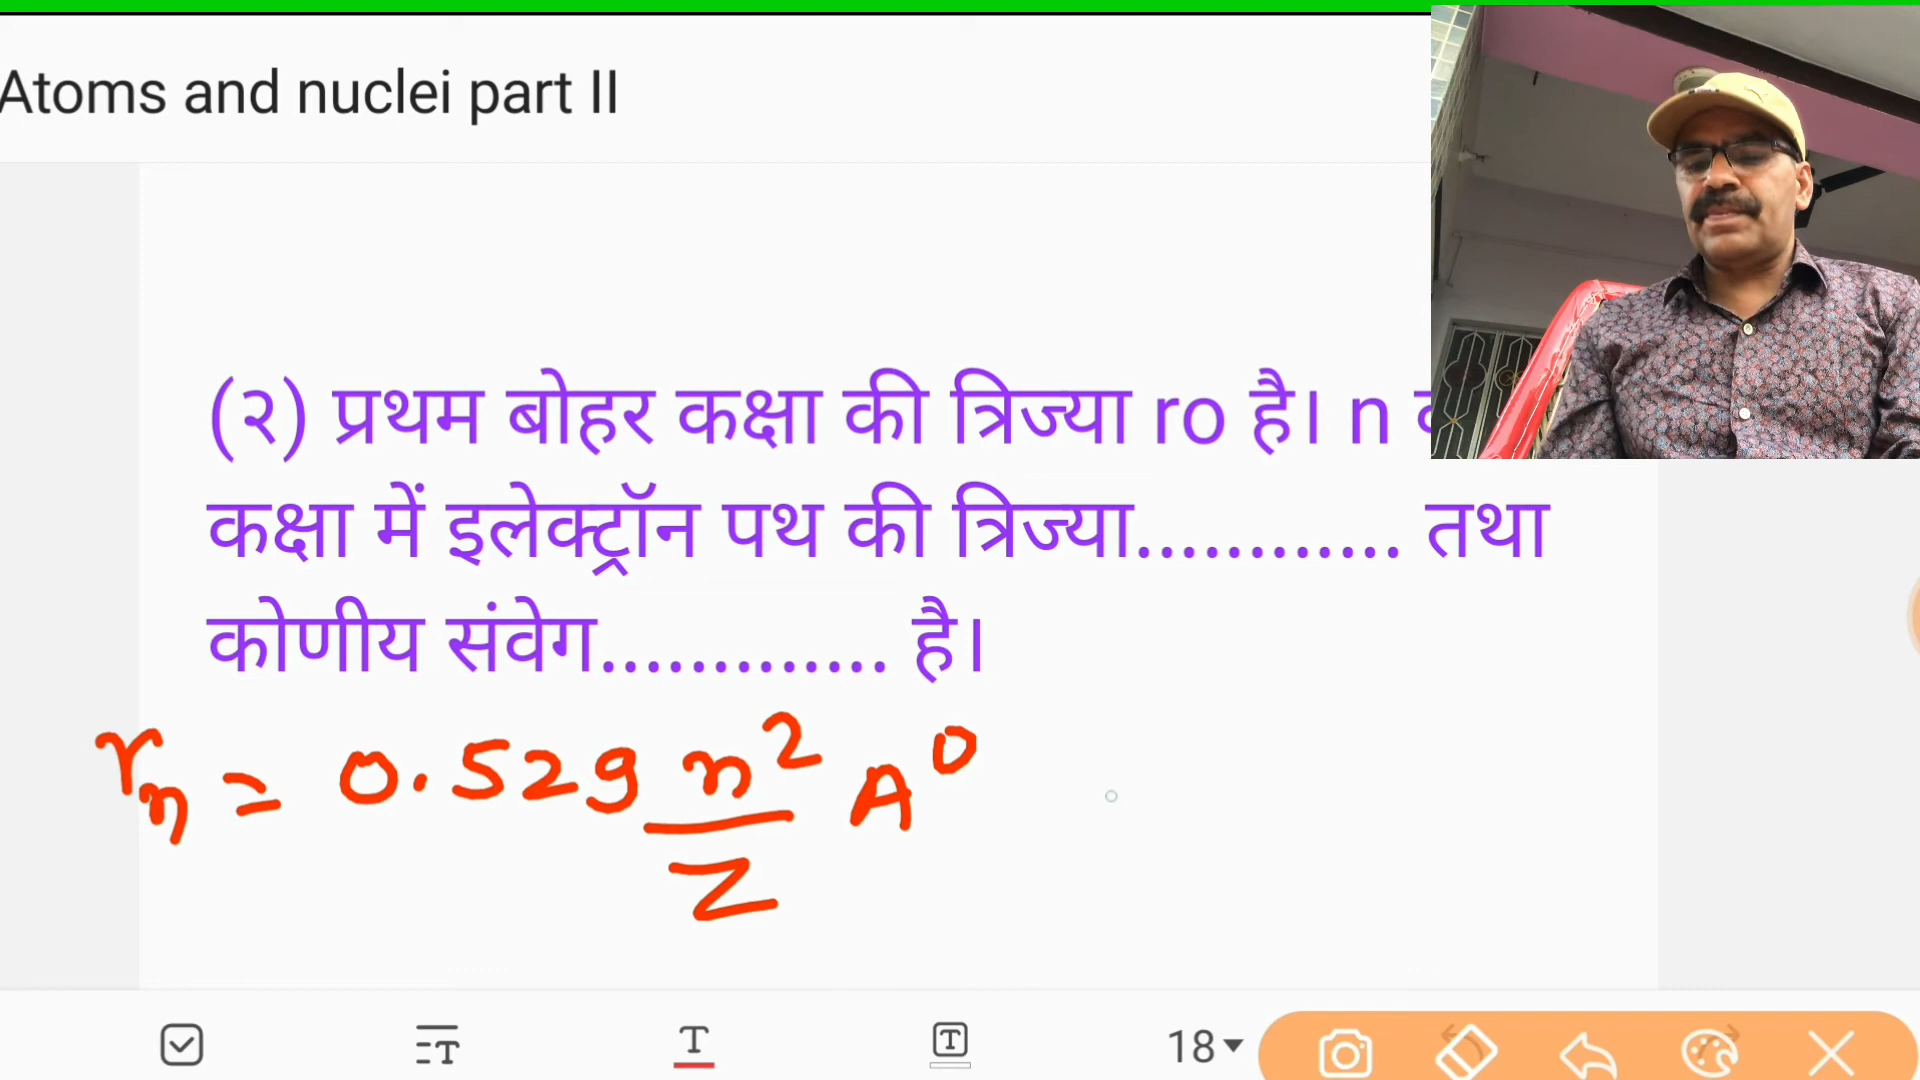 Atoms and nuclei part II
(२) प्रथम बोहर कक्षा की त्रिज्या ro है। n
कक्षा में इलेक्ट्रॉन पथ की त्रिज्या............ तथा
कोणीय संवेग............. है।
rn = 0.529 n²/Z A⁰
18